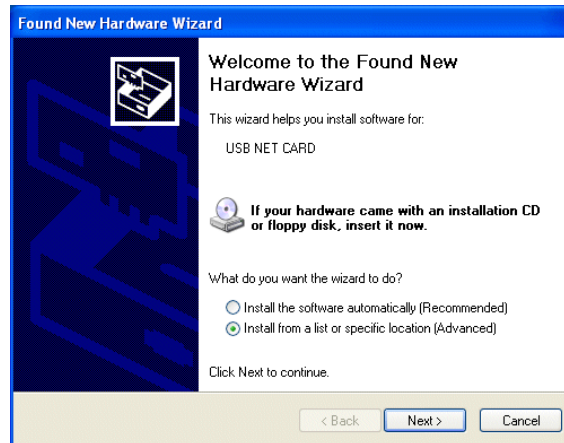 Found New Hardware Wizard
Welcome to the Found New
Hardware Wizard
This wizard helps you install software for:
USB NET CARD
If your hardware came with an installation CD
or floppy disk, insert it now.
What do you want the wizard to do?
Install the software automatically (Recommended)
Install from a list or specific location (Advanced)
Click Next to continue.
< Back Next > Cancel